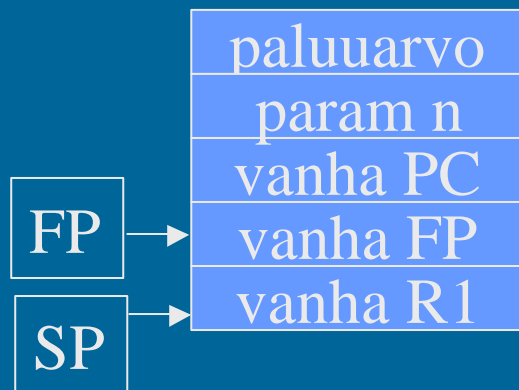 paluuarvo
param n
vanha PC
FP
vanha FP
SP
vanha R1